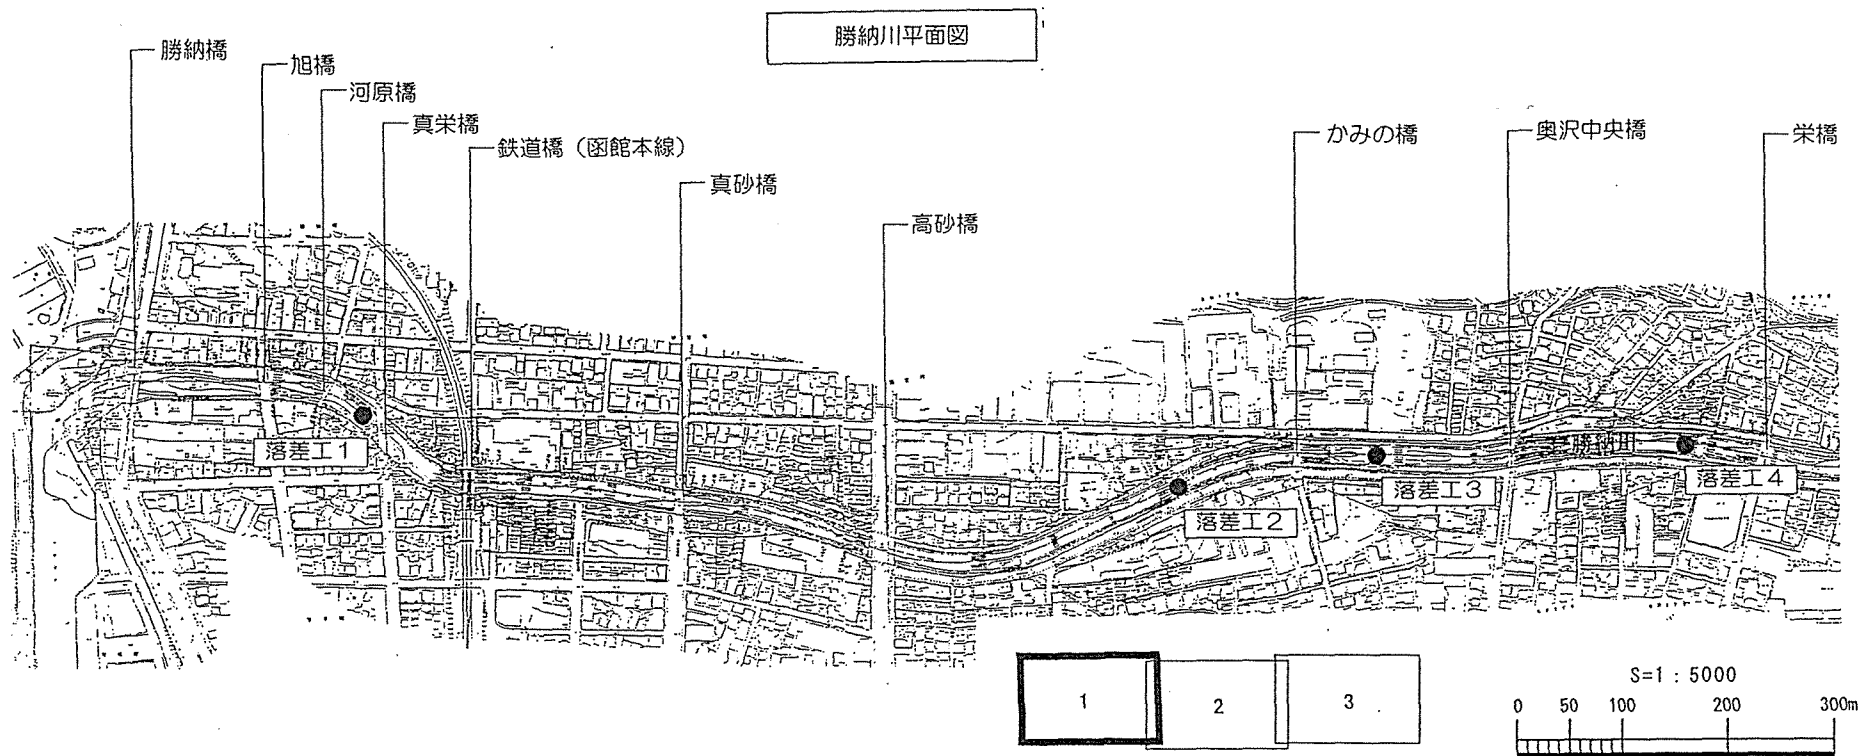 勝納川平面図
勝納橋
旭橋
河原橋
真栄橋
鉄道橋（函館本線）
真砂橋
高砂橋
かみの橋
奥沢中央橋
栄橋
落差工1
落差工2
落差工3
落差工4
勝納川
1
2
3
S=1：5000
0 50 100 200 300m